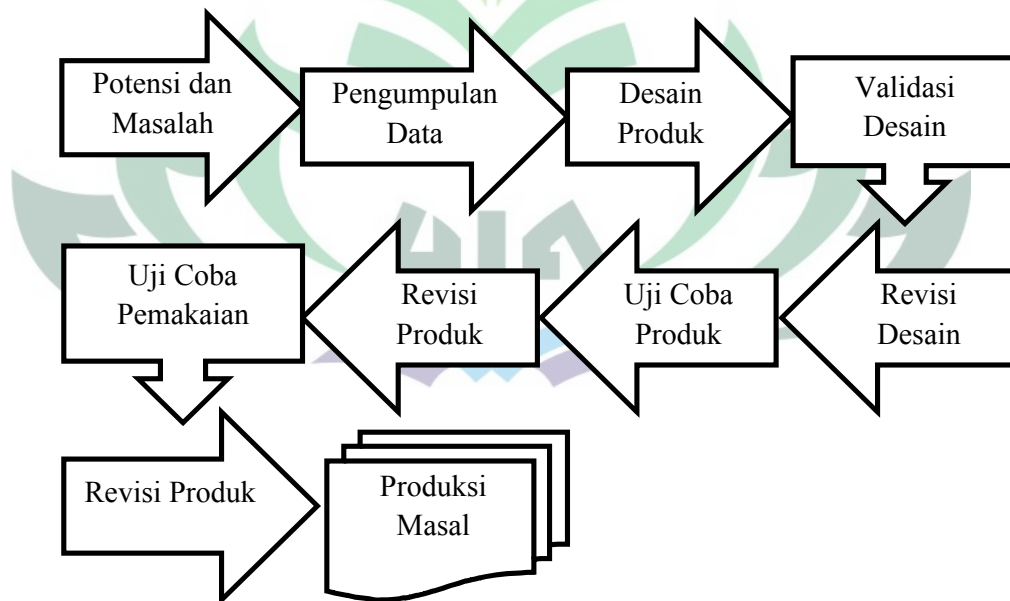 Potensi dan
Masalah
Pengumpulan
Data
Desain
Produk
Validasi
Desain
Revisi
Desain
Uji Coba
Produk
Revisi
Produk
Uji Coba
Pemakaian
Revisi Produk
Produksi
Masal